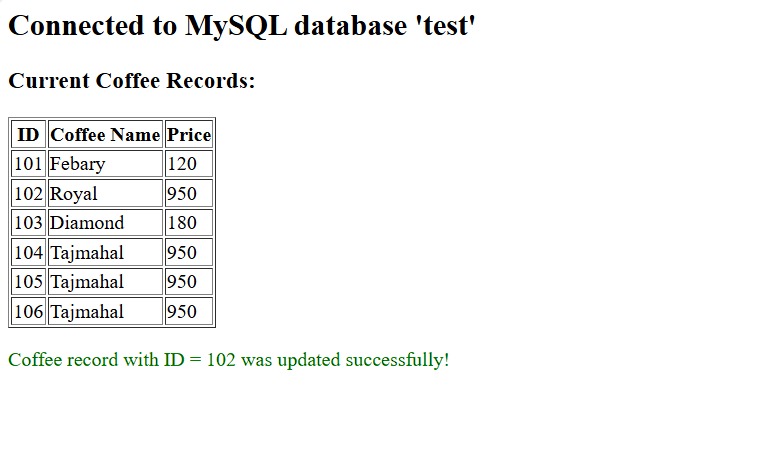 Connected to MySQL database 'test'
Current Coffee Records:
ID Coffee Name Price
101 Febary 120
102 Royal 950
103 Diamond 180
104 Tajmahal 950
105 Tajmahal 950
106 Tajmahal 950
Coffee record with ID = 102 was updated successfully!